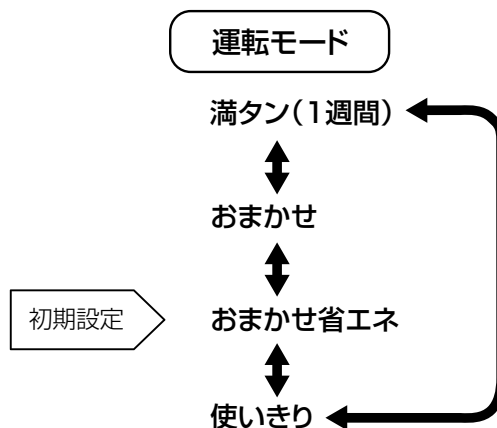 運転モード
満タン(1週間)
おまかせ
初期設定
おまかせ省エネ
使いきり